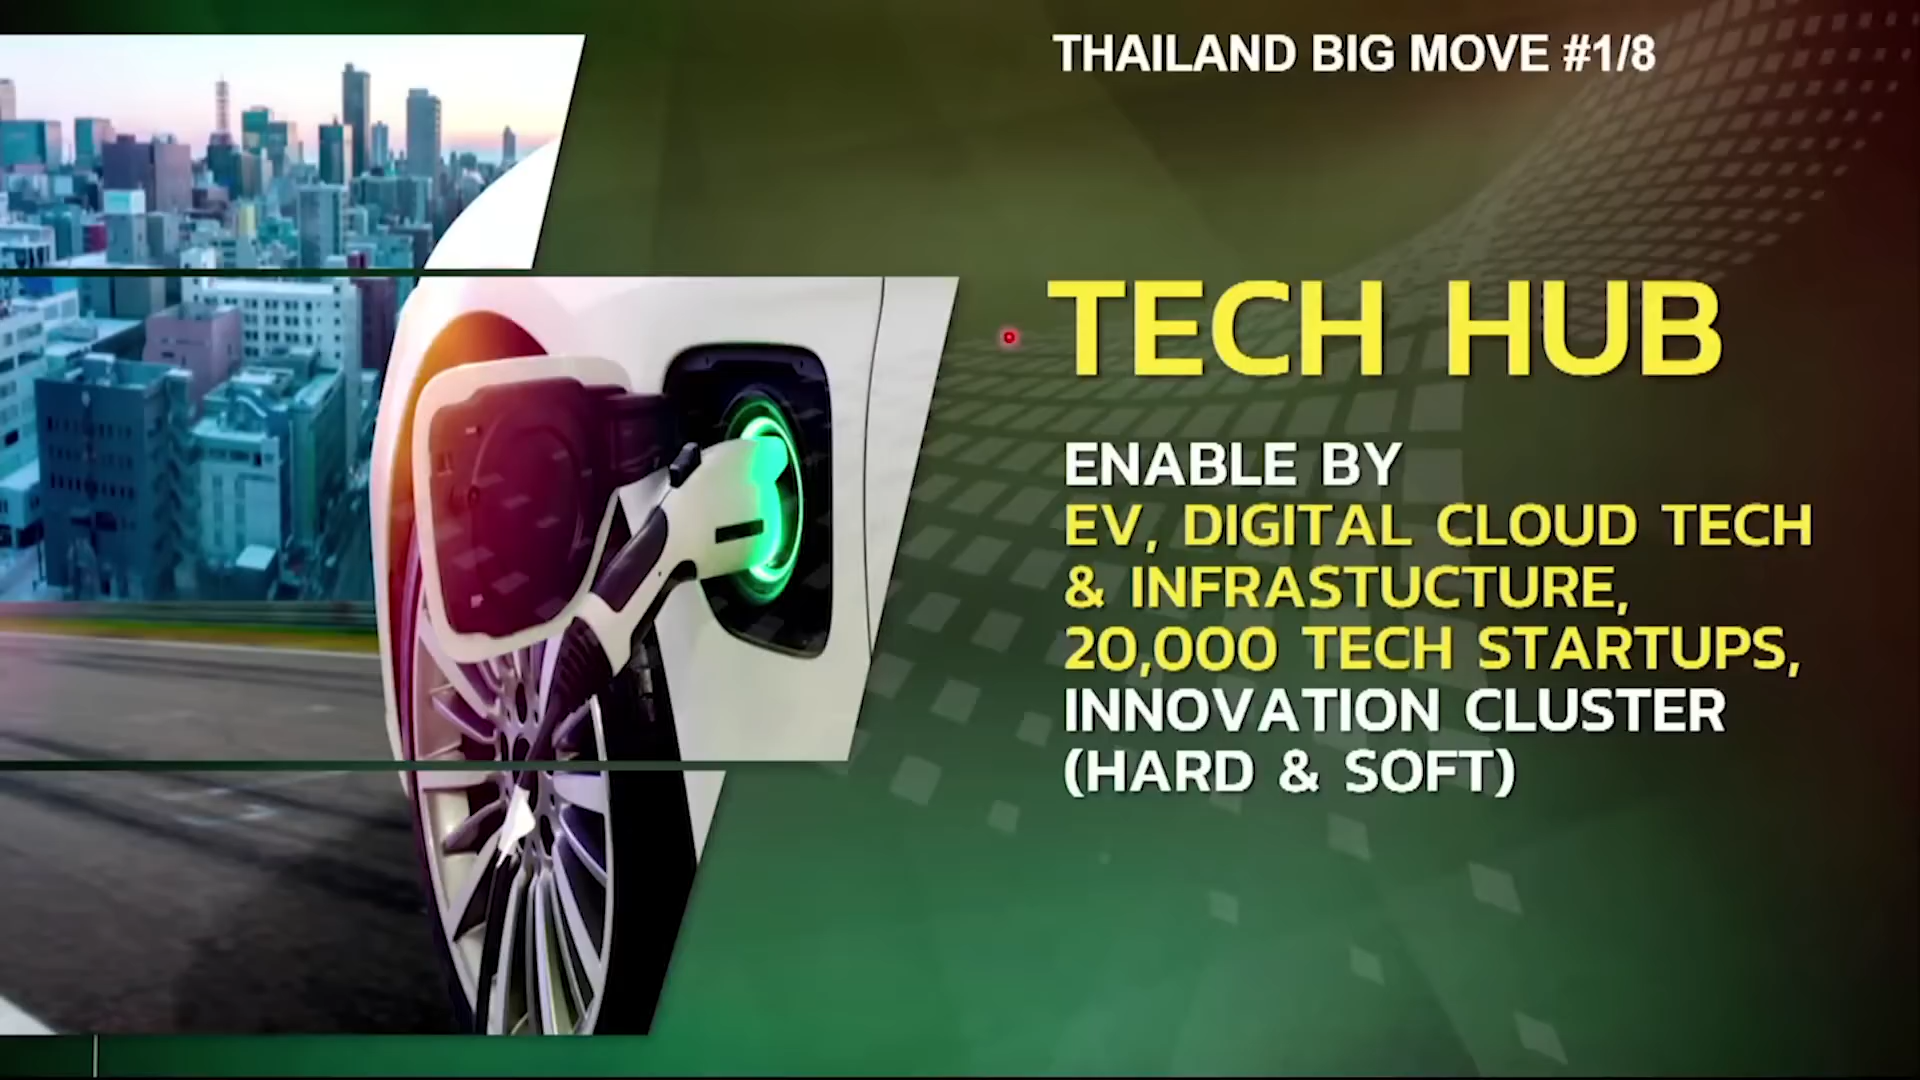 THAILAND BIG MOVE #1/8
TECH HUB
ENABLE BY
EV, DIGITAL CLOUD TECH
& INFRASTUCTURE,
20,000 TECH STARTUPS,
INNOVATION CLUSTER
(HARD & SOFT)